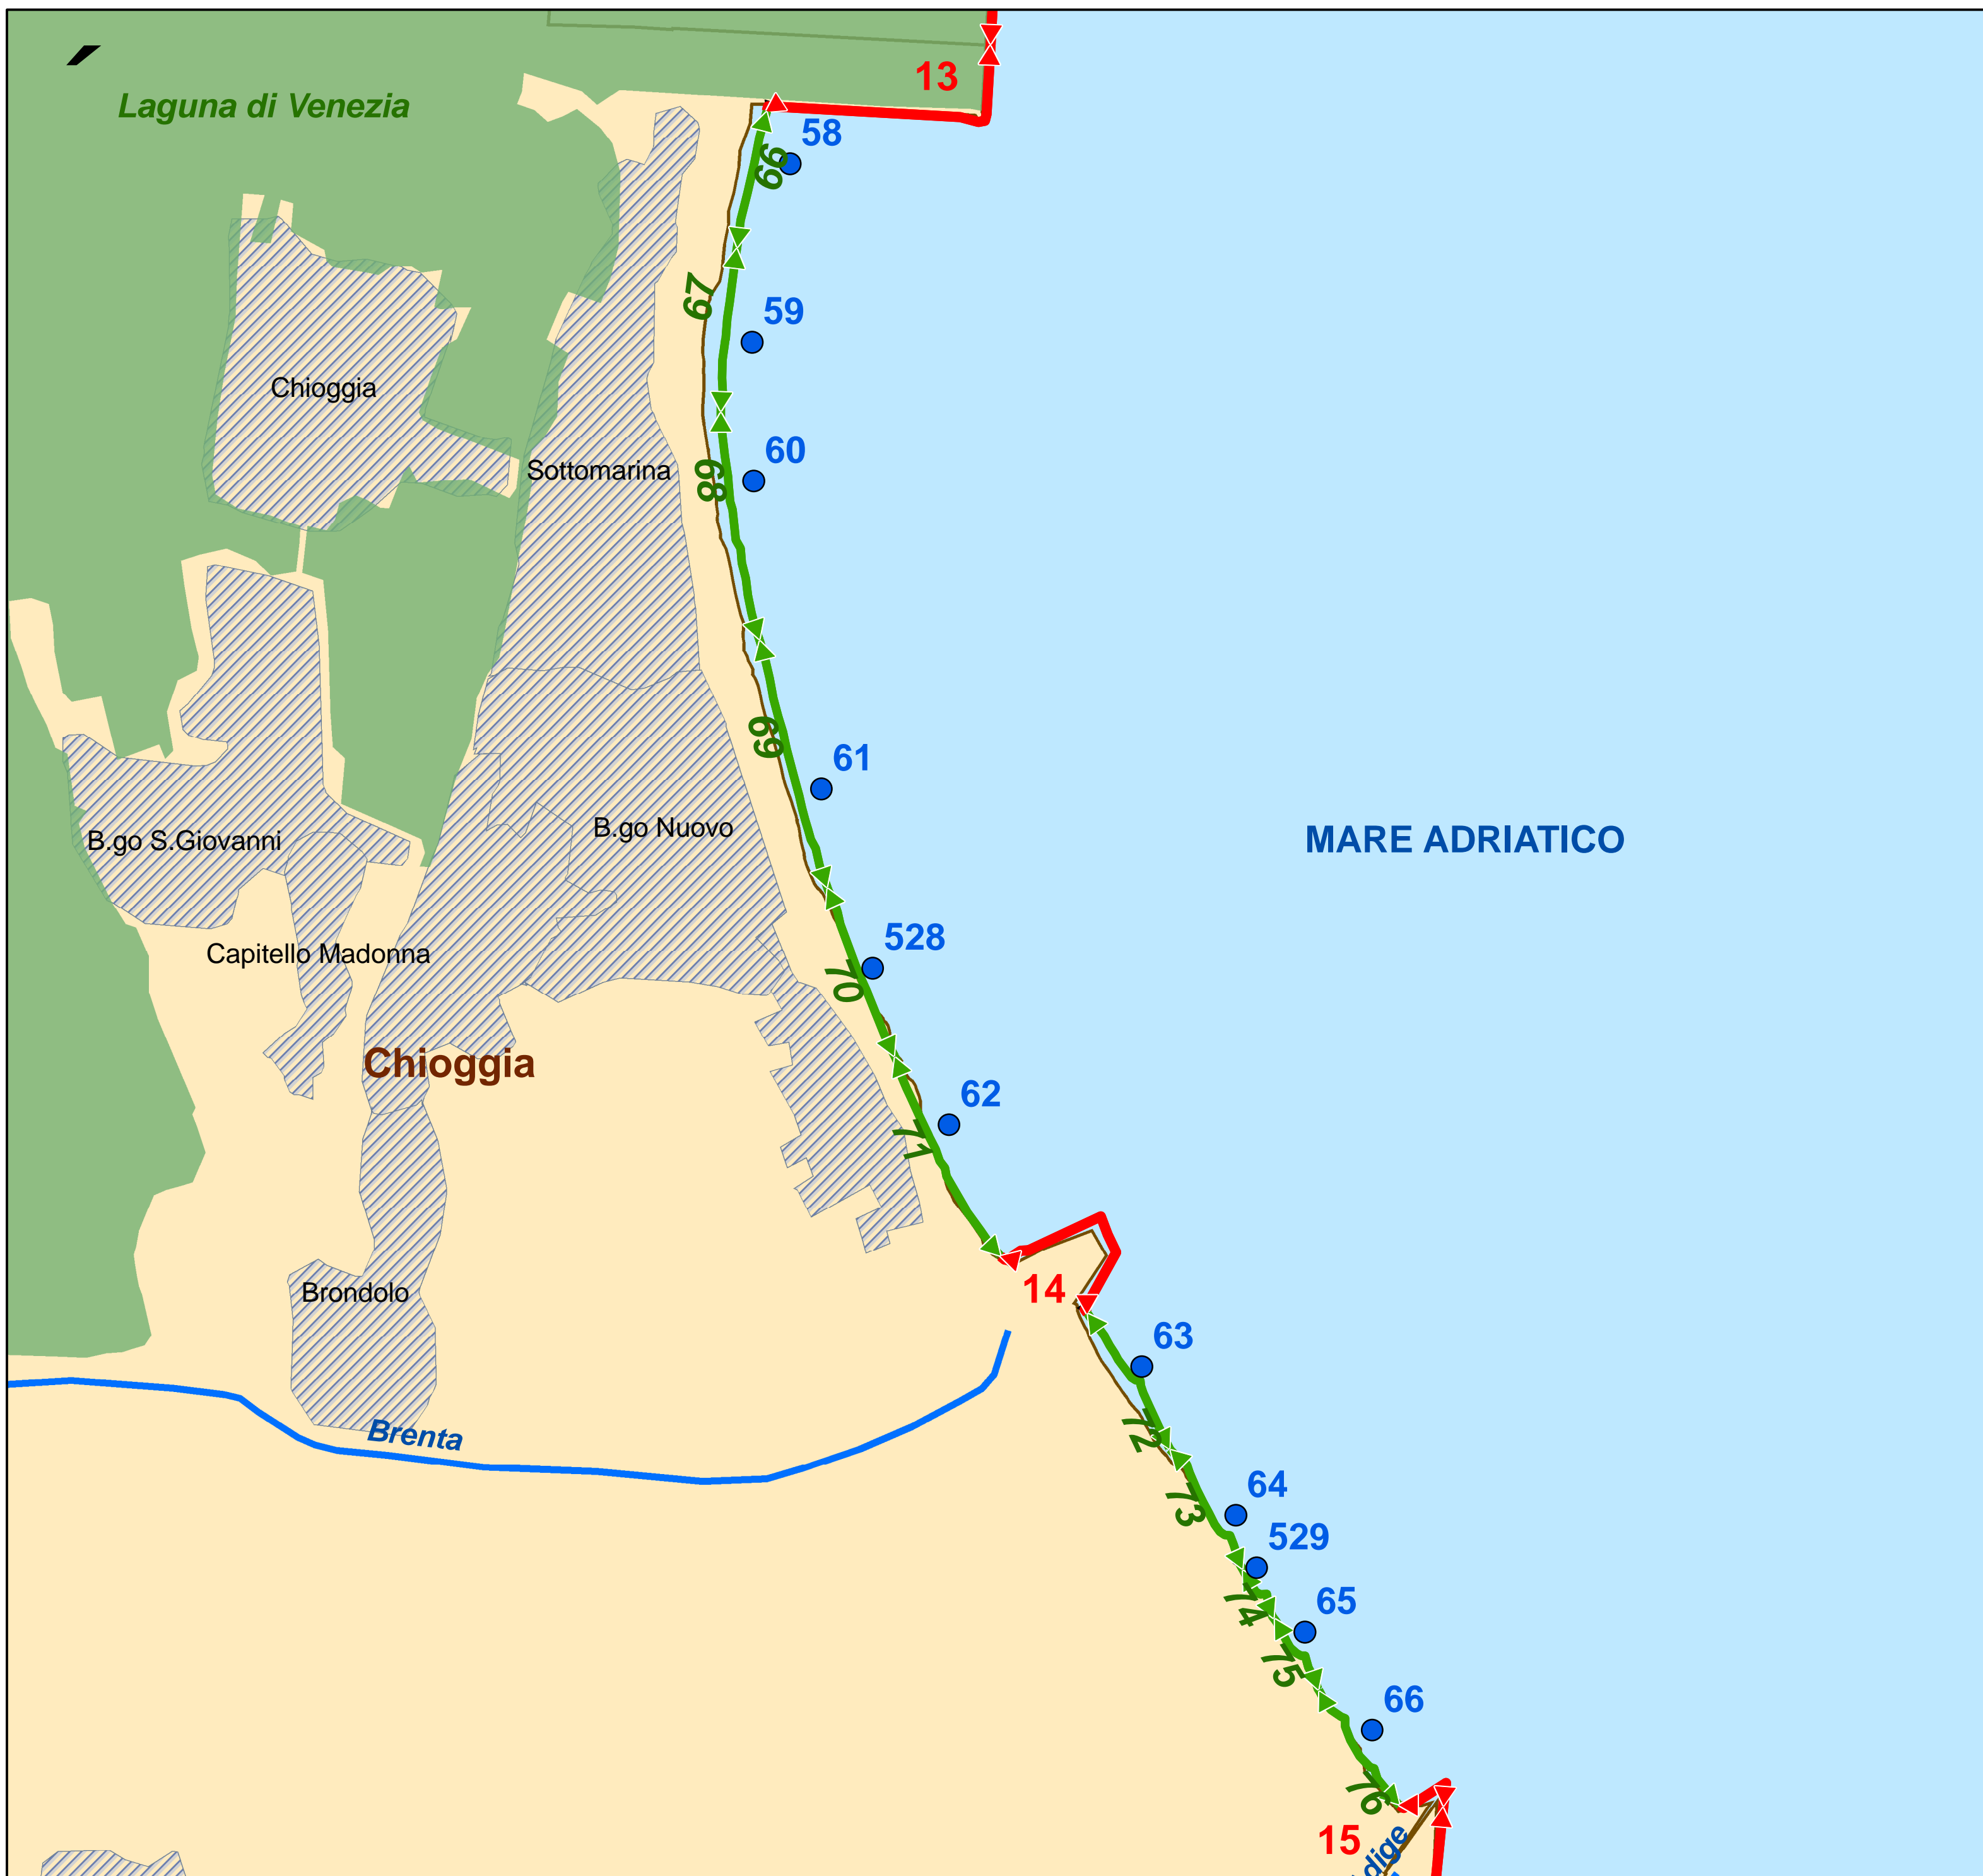 13
Laguna di Venezia
58
66
67
59
Chioggia
60
Sottomarina
68
69
61
B.go Nuovo
MARE ADRIATICO
B.go S.Giovanni
528
Capitello Madonna
70
Chioggia
62
71
14
Brondolo
63
Brenta
72
64
73
529
65
74
75
66
76
15